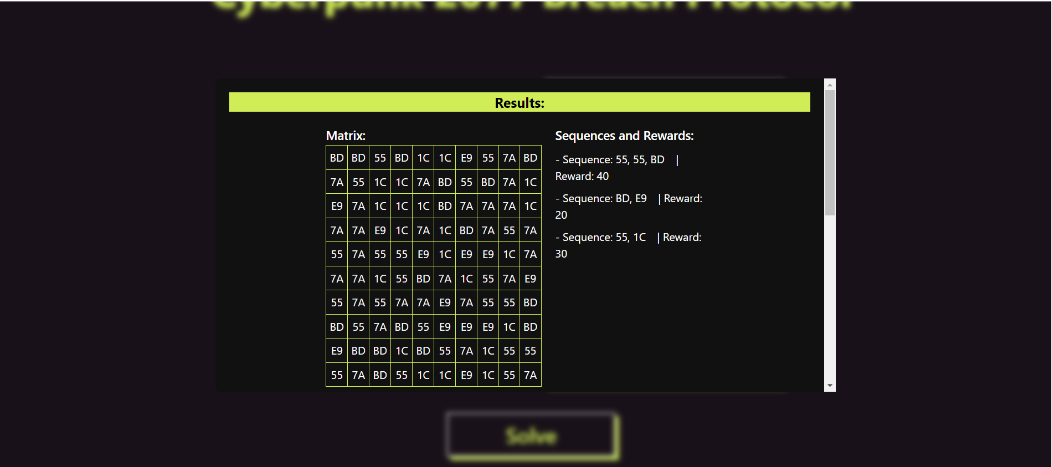 Cyberpunk 2077 Breach Protocol
Results:
Matrix:
BD BD 55 BD 1C 1C E9 55 7A BD
7A 55 1C 1C 7A BD 55 BD 7A 1C
E9 7A 1C 1C 1C BD 7A 7A 7A 1C
7A 7A E9 1C 7A 1C BD 7A 55 7A
55 7A 55 55 E9 1C E9 E9 1C 7A
7A 7A 1C 55 BD 7A 1C 55 7A E9
55 7A 55 7A 7A E9 7A 55 55 BD
BD 55 7A BD 55 E9 E9 E9 1C BD
E9 BD BD 1C BD 55 7A 1C 55 55
55 7A BD 55 1C 1C E9 1C 55 7A
Sequences and Rewards:
- Sequence: 55, 55, BD |
Reward: 40
- Sequence: BD, E9 | Reward:
20
- Sequence: 55, 1C | Reward:
30
Solve